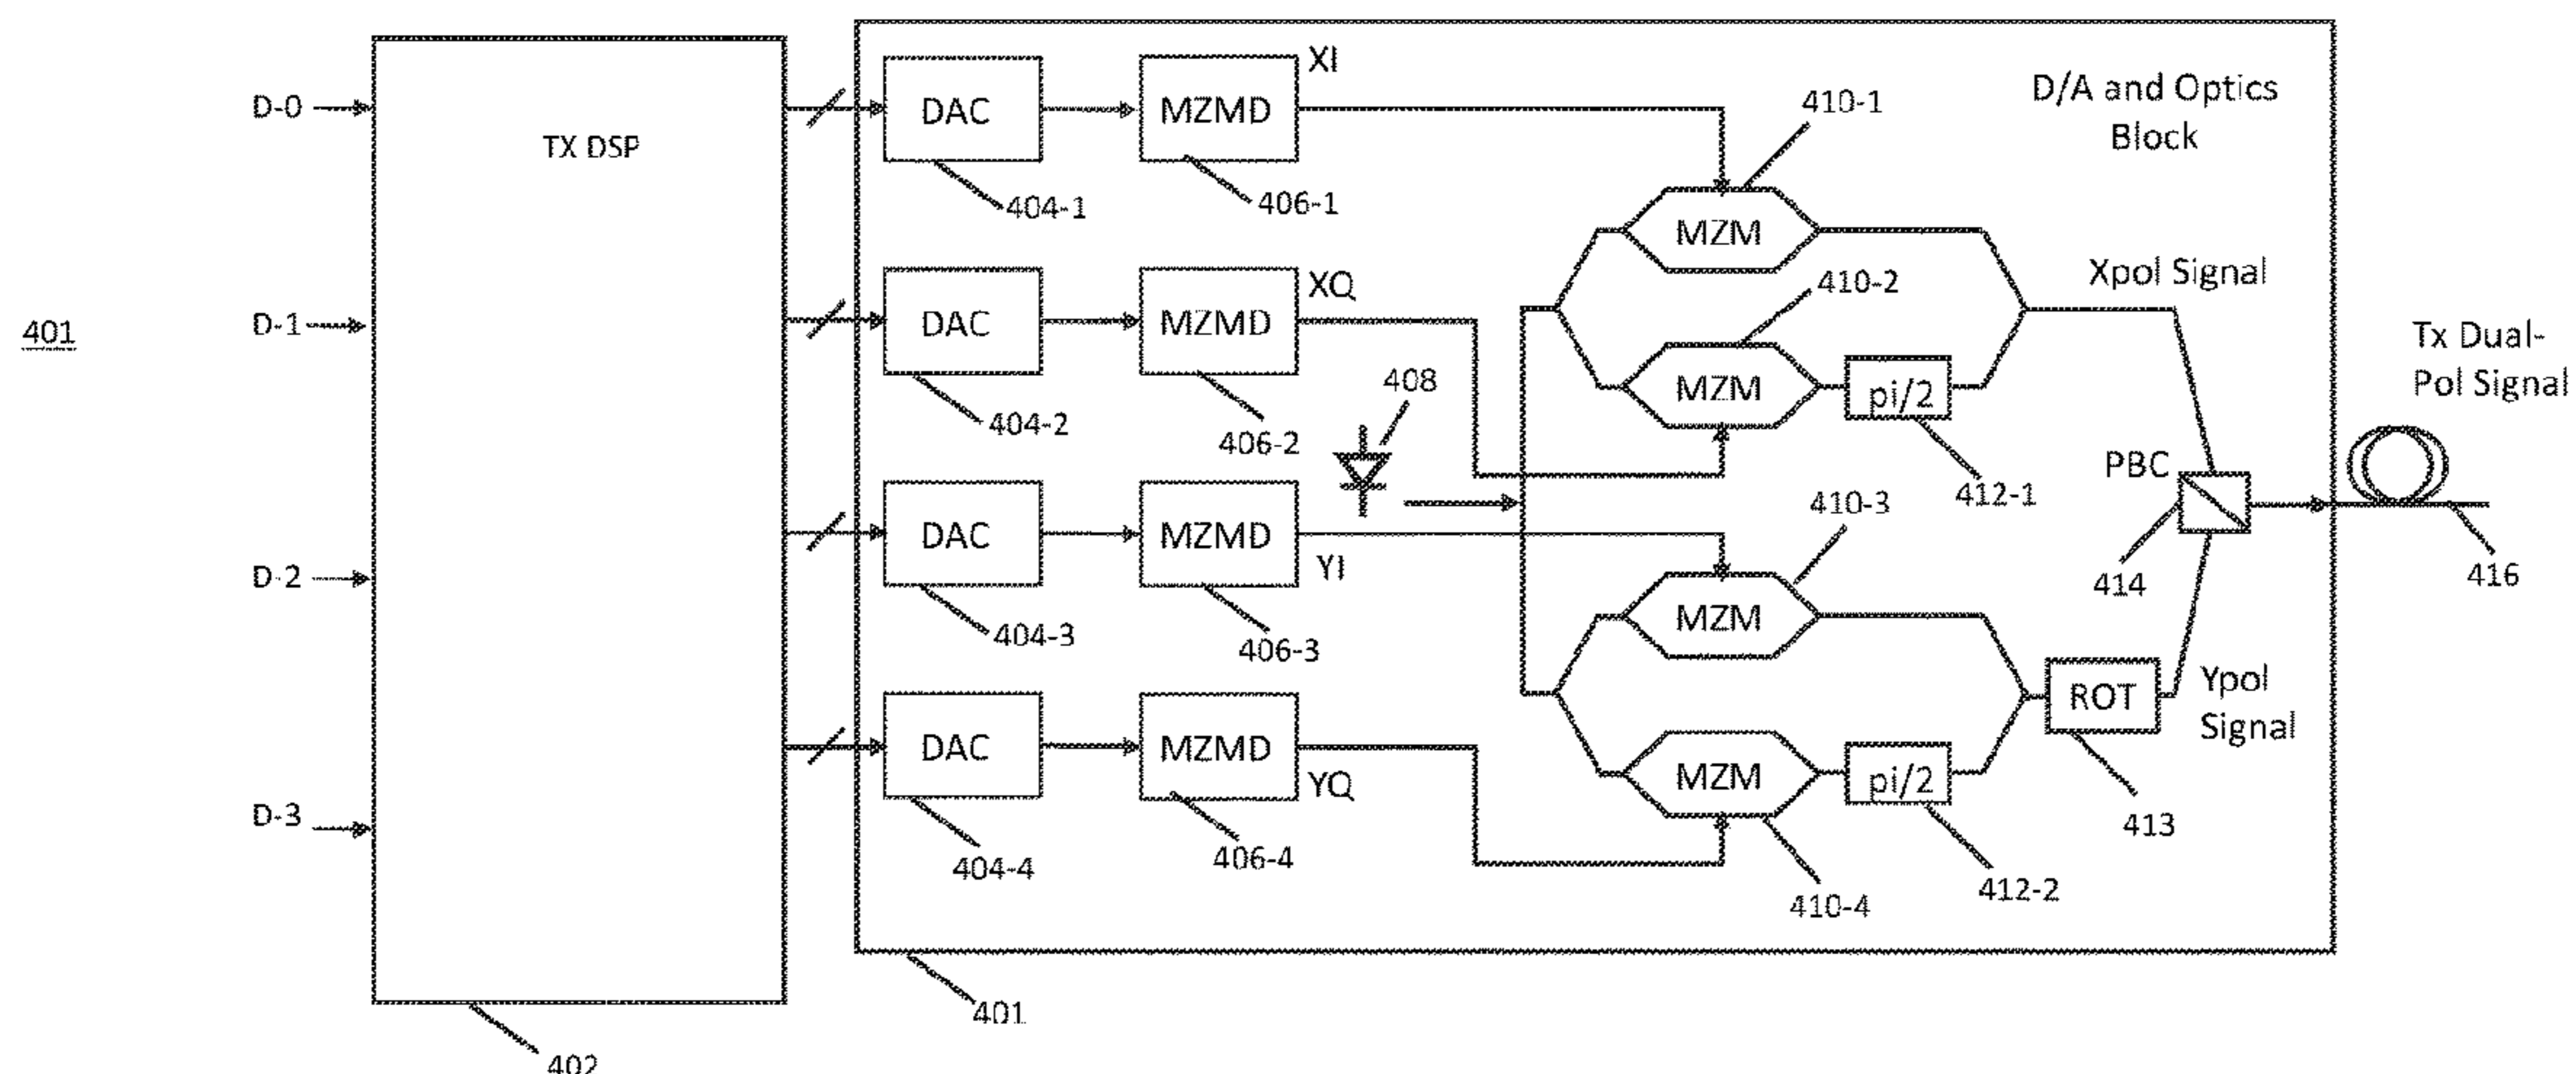 401
D-0
D-1
D-2
D-3
TX DSP
402
D/A and Optics
Block
DAC
404-1
MZMD
406-1
XI
DAC
404-2
MZMD
406-2
XQ
DAC
404-3
MZMD
406-3
YI
DAC
404-4
MZMD
406-4
YQ
408
MZM
410-1
MZM
410-2
pi/2
412-1
Xpol Signal
MZM
410-3
MZM
410-4
pi/2
412-2
ROT
413
Ypol
Signal
PBC
414
Tx Dual-
Pol Signal
416
401